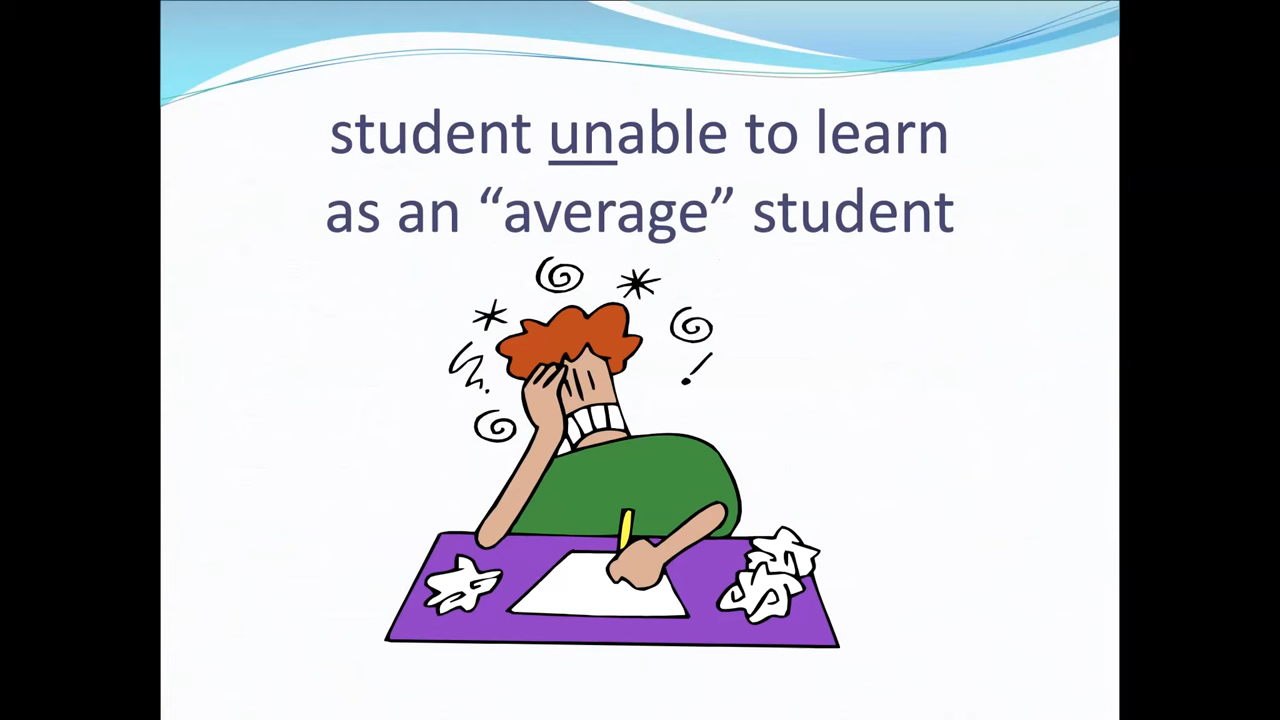 student unable to learn
as an “average” student